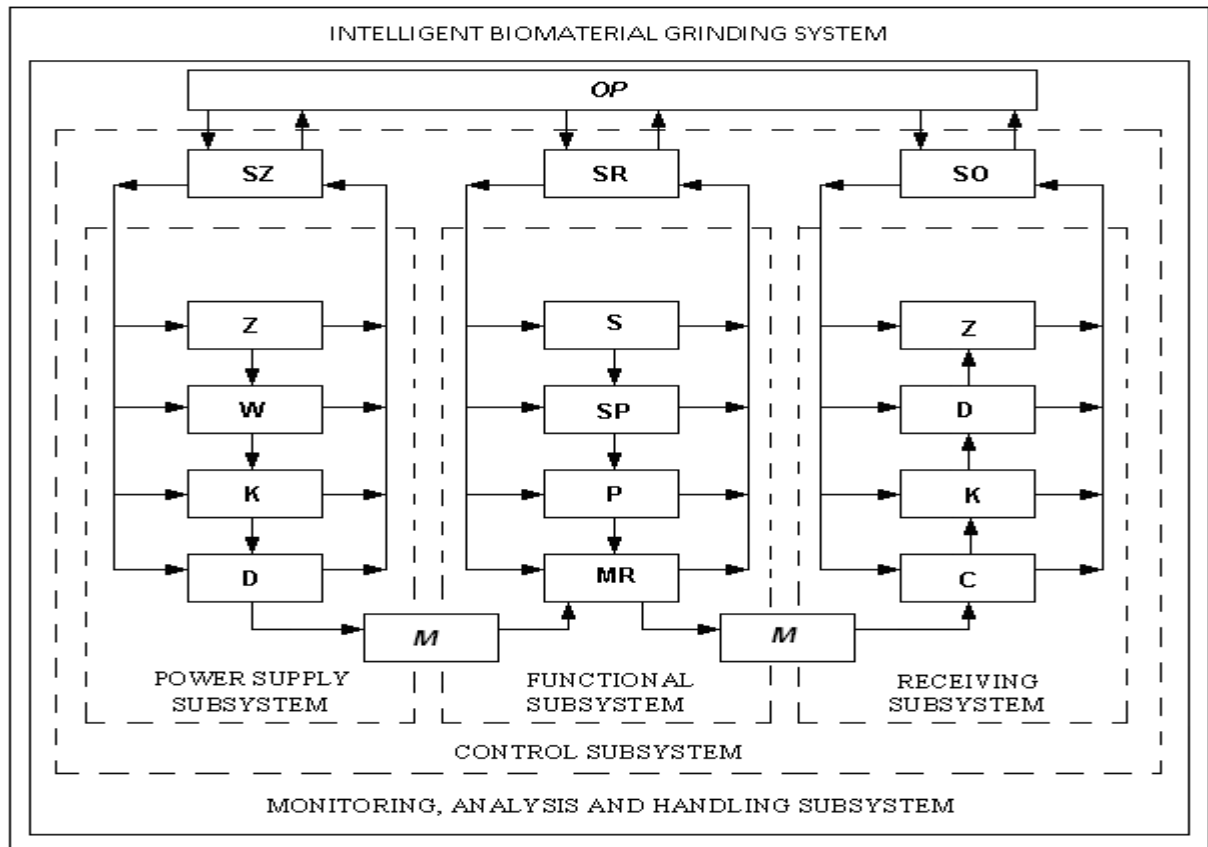 INTELLIGENT BIOMATERIAL GRINDING SYSTEM
OP
SZ
SR
SO
Z
S
Z
W
SP
D
K
P
K
D
MR
C
M
M
POWER SUPPLY
SUBSYSTEM
FUNCTIONAL
SUBSYSTEM
RECEIVING
SUBSYSTEM
CONTROL SUBSYSTEM
MONITORING, ANALYSIS AND HANDLING SUBSYSTEM